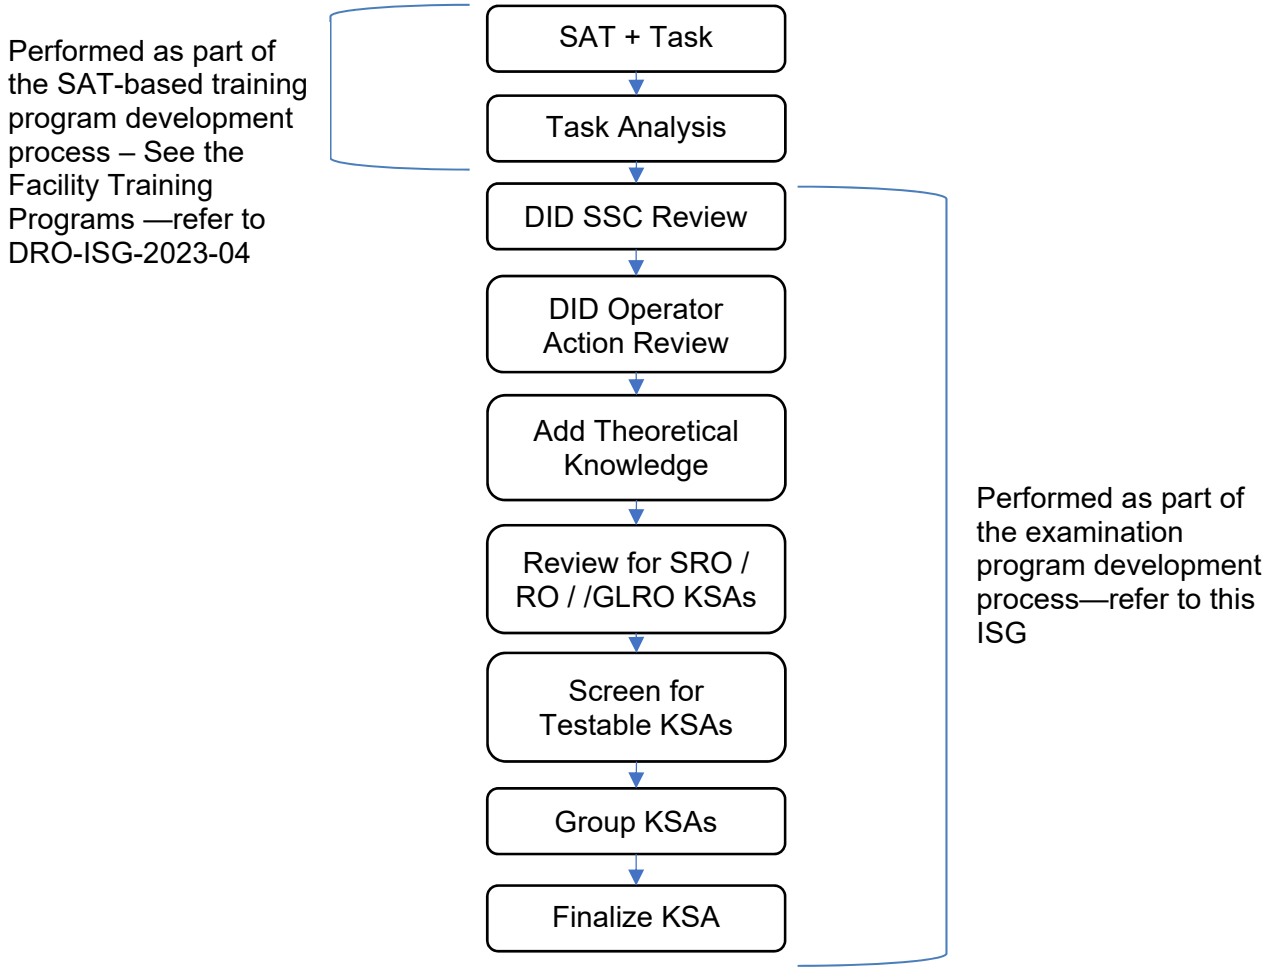 Performed as part of
the SAT-based training
program development
process – See the
Facility Training
Programs —refer to
DRO-ISG-2023-04
SAT + Task
Task Analysis
DID SSC Review
DID Operator
Action Review
Add Theoretical
Knowledge
Review for SRO /
RO / /GLRO KSAs
Screen for
Testable KSAs
Group KSAs
Finalize KSA
Performed as part of
the examination
program development
process—refer to this
ISG